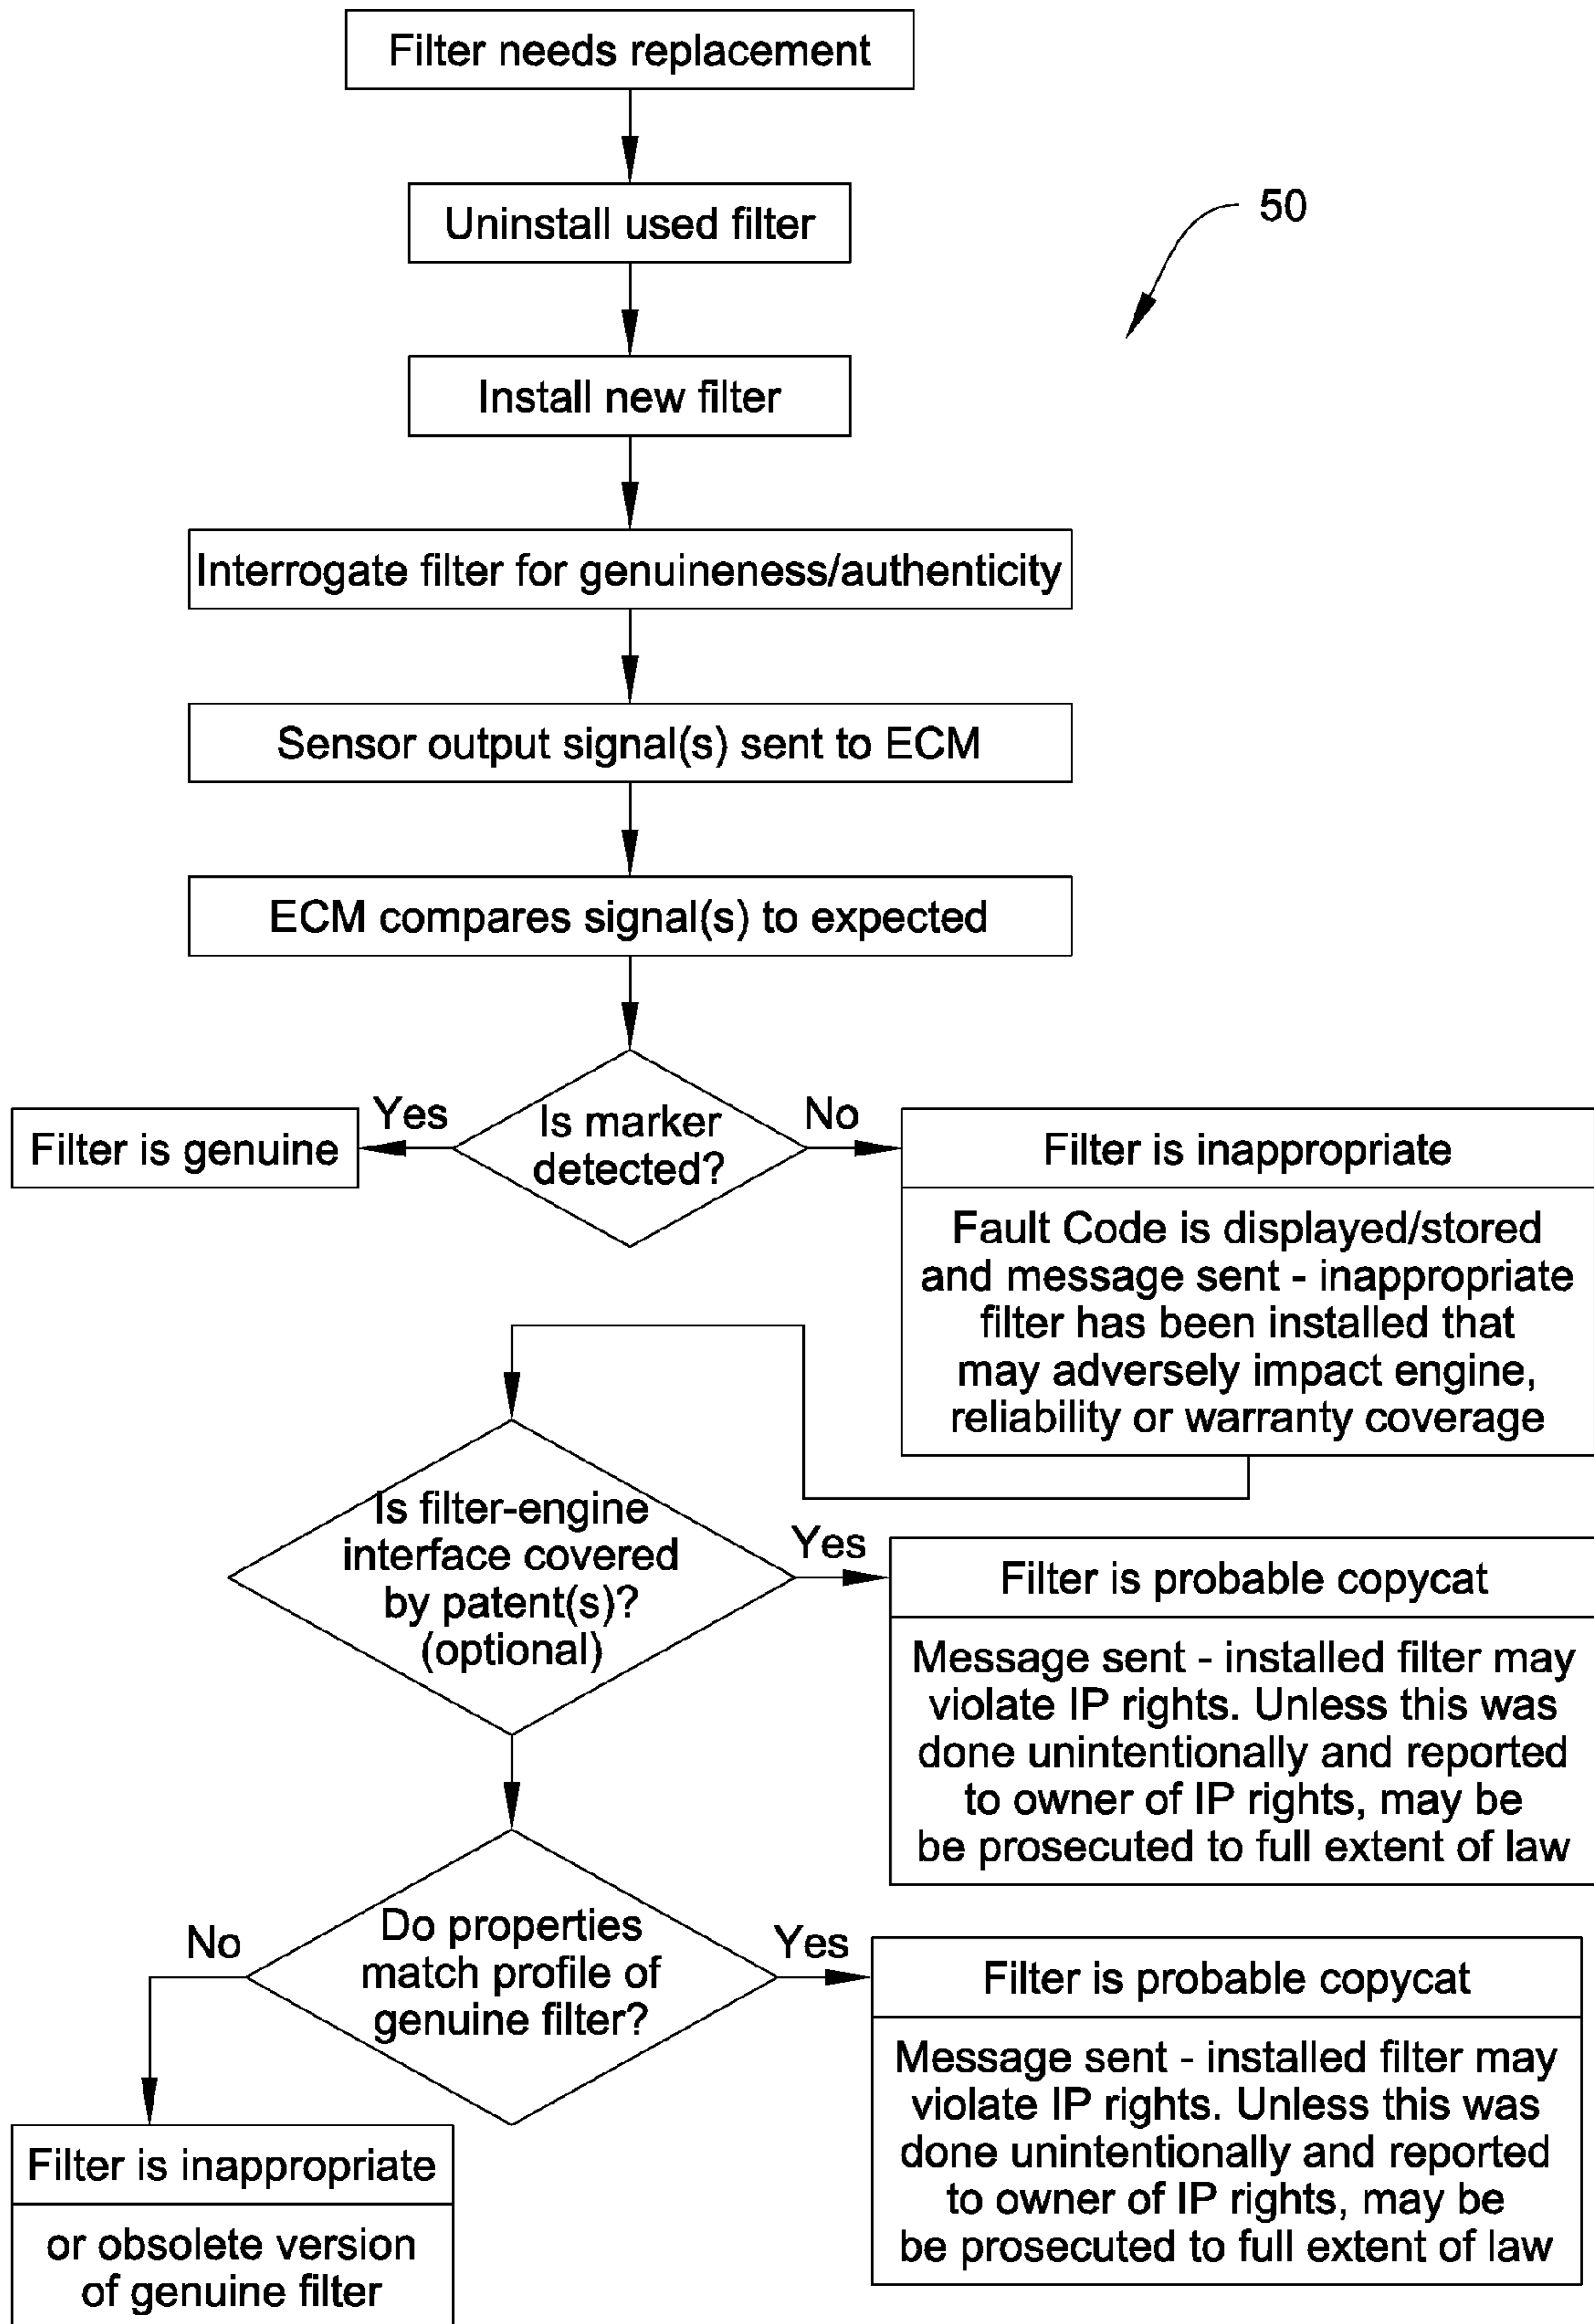 Filter needs replacement
Uninstall used filter
50
Install new filter
Interrogate filter for genuineness/authenticity
Sensor output signal(s) sent to ECM
ECM compares signal(s) to expected
Is marker
detected?
Yes
No
Filter is genuine
Filter is inappropriate
Fault Code is displayed/stored
and message sent - inappropriate
filter has been installed that
may adversely impact engine,
reliability or warranty coverage
Is filter-engine
interface covered
by patent(s)?
(optional)
Yes
Filter is probable copycat
Message sent - installed filter may
violate IP rights. Unless this was
done unintentionally and reported
to owner of IP rights, may be
be prosecuted to full extent of law
Do properties
match profile of
genuine filter?
No
Yes
Filter is probable copycat
Message sent - installed filter may
violate IP rights. Unless this was
done unintentionally and reported
to owner of IP rights, may be
be prosecuted to full extent of law
Filter is inappropriate
or obsolete version
of genuine filter